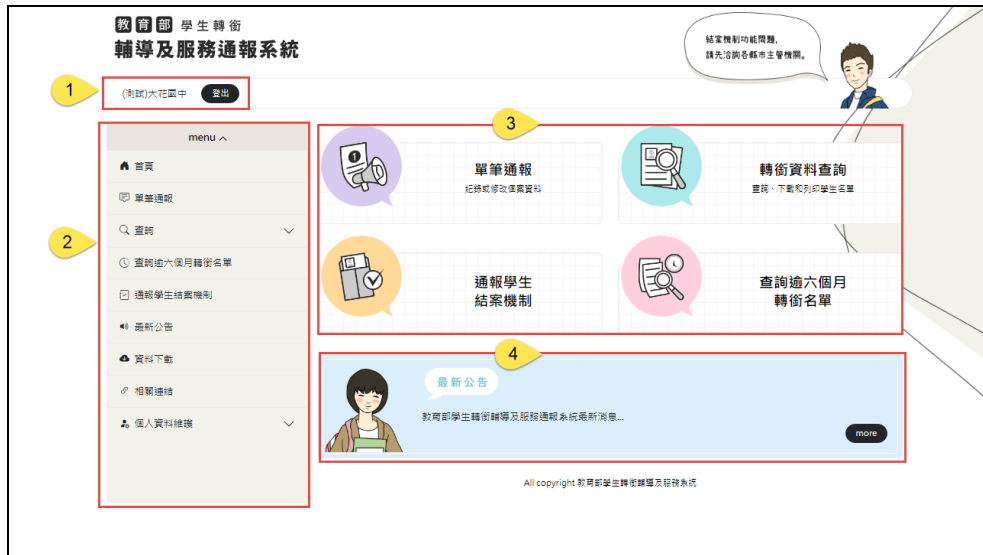 教育部 學生轉銜
輔導及服務通報系統
結案機制功能問題,
請先洽詢各縣市主管機關。
1
(測試)大花國中 登出
2
menu
首頁
單筆通報
查詢
查詢逾六個月轉銜名單
通報學生結案機制
最新公告
資料下載
相關連結
個人資料維護
3
單筆通報
紀錄或修改個案資料
轉銜資料查詢
查詢、下載和列印學生名單
通報學生
結案機制
查詢逾六個月
轉銜名單
4
最新公告
教育部學生轉銜輔導及服務通報系統最新消息...
more
All copyright 教育部學生轉銜輔導及服務系統